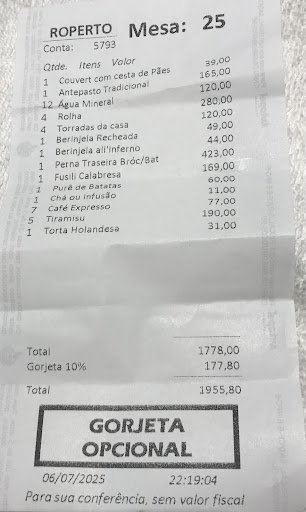 ROPERTO Mesa: 25
Conta: 5793
Qtde. Itens Valor
1 Couvert com cesta de Pães 39,00
1 Antepasto Tradicional 165,00
12 Água Mineral 120,00
4 Rolha 280,00
4 Torradas da casa 120,00
1 Berinjela Recheada 49,00
1 Berinjela all'inferno 44,00
1 Perna Traseira Bróc/Bat 423,00
1 Fusili Calabresa 169,00
1 Purê de Batatas 60,00
1 Chá ou Infusão 11,00
7 Café Expresso 77,00
5 Tiramisu 190,00
1 Torta Holandesa 31,00
Total 1778,00
Gorjeta 10% 177,80
Total 1955,80
GORJETA
OPCIONAL
06/07/2025 22:19:04
Para sua conferência, sem valor fiscal